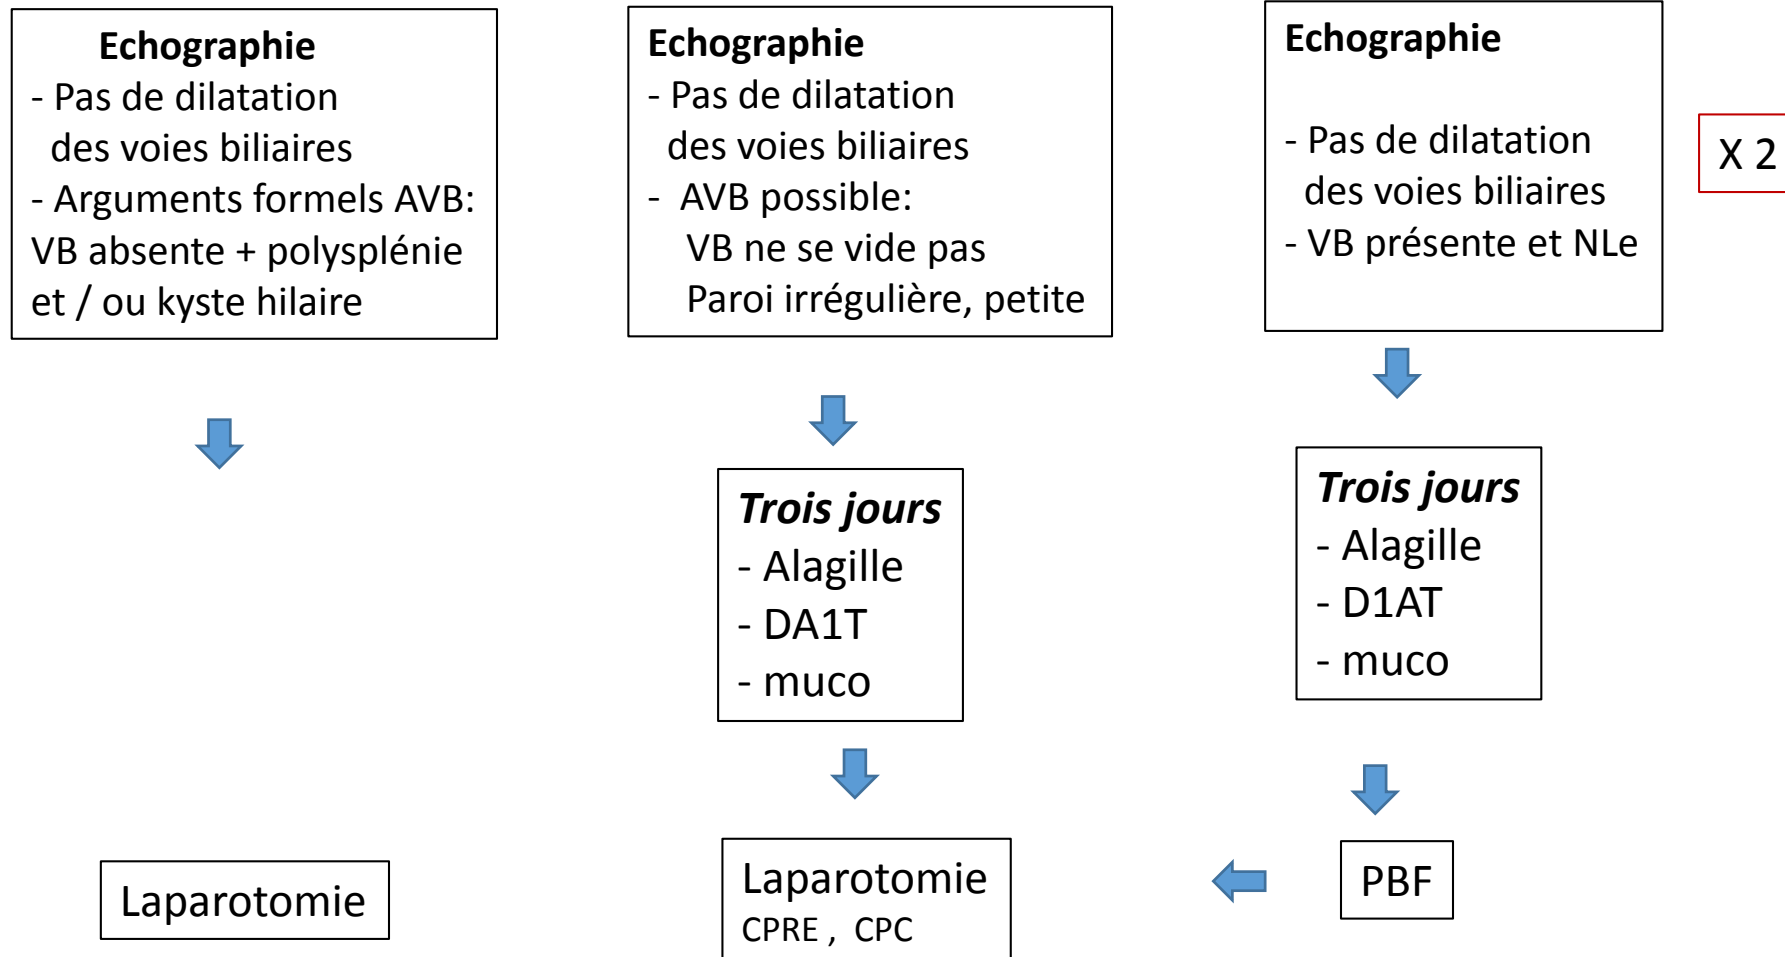 Echographie
- Pas de dilatation
des voies biliaires
- Arguments formels AVB:
VB absente + polysplénie
et / ou kyste hilaire
Echographie
- Pas de dilatation
des voies biliaires
- AVB possible:
VB ne se vide pas
Paroi irrégulière, petite
Echographie
- Pas de dilatation
des voies biliaires
- VB présente et NLe
X 2
Trois jours
- Alagille
- DA1T
- muco
Trois jours
- Alagille
- D1AT
- muco
Laparotomie
Laparotomie
CPRE , CPC
PBF